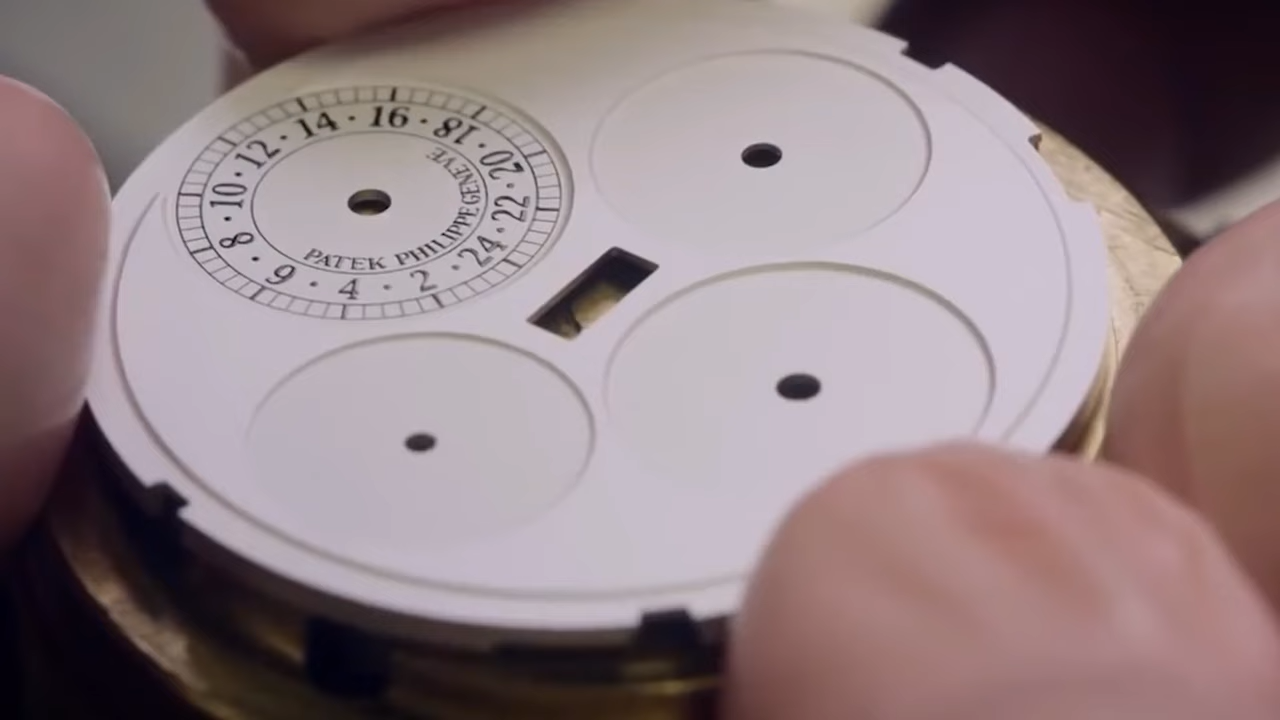 2 · 4 · 6 · 8 · 10 · 12 · 14 · 16 · 18 · 20 · 22 · 24 ·
PATEK PHILIPPE GENEVE